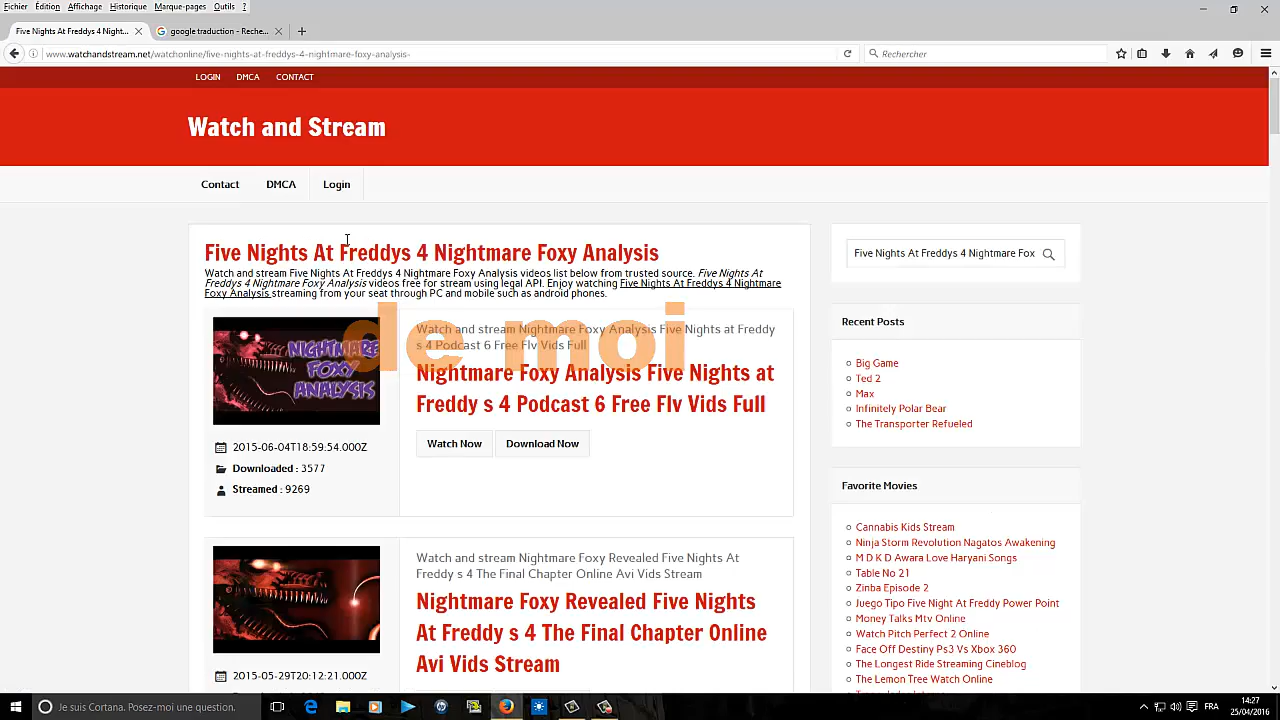 Fichier Édition Affichage Historique Marque-pages Outils ?
Five Nights At Freddys 4 Night...
google traduction - Reche...
www.watchandstream.net/watchonline/five-nights-at-freddys-4-nightmare-foxy-analysis-
Rechercher
LOGIN DMCA CONTACT
Watch and Stream
Contact DMCA Login
Five Nights At Freddys 4 Nightmare Foxy Analysis
Watch and stream Five Nights At Freddys 4 Nightmare Foxy Analysis videos list below from trusted source. Five Nights At
Freddys 4 Nightmare Foxy Analysis videos free for stream using legal API. Enjoy watching Five Nights At Freddys 4 Nightmare
Foxy Analysis streaming from your seat through PC and mobile such as android phones.
de moi
NIGHTMARE
FOXY
ANALYSIS
2015-06-04T18:59:54.000Z
Downloaded : 3577
Streamed : 9269
Watch and stream Nightmare Foxy Analysis Five Nights at Freddy
s 4 Podcast 6 Free Flv Vids Full
Nightmare Foxy Analysis Five Nights at
Freddy s 4 Podcast 6 Free Flv Vids Full
Watch Now Download Now
2015-05-29T20:12:21.000Z
Watch and stream Nightmare Foxy Revealed Five Nights At
Freddy s 4 The Final Chapter Online Avi Vids Stream
Nightmare Foxy Revealed Five Nights
At Freddy s 4 The Final Chapter Online
Avi Vids Stream
Five Nights At Freddys 4 Nightmare Fox
Recent Posts
Big Game
Ted 2
Max
Infinitely Polar Bear
The Transporter Refueled
Favorite Movies
Cannabis Kids Stream
Ninja Storm Revolution Nagatos Awakening
M D K D Awara Love Haryani Songs
Table No 21
Zinba Episode 2
Juego Tipo Five Night At Freddy Power Point
Money Talks Mtv Online
Watch Pitch Perfect 2 Online
Face Off Destiny Ps3 Vs Xbox 360
The Longest Ride Streaming Cineblog
The Lemon Tree Watch Online
Je suis Cortana. Posez-moi une question.
FRA
14:27
25/04/2016